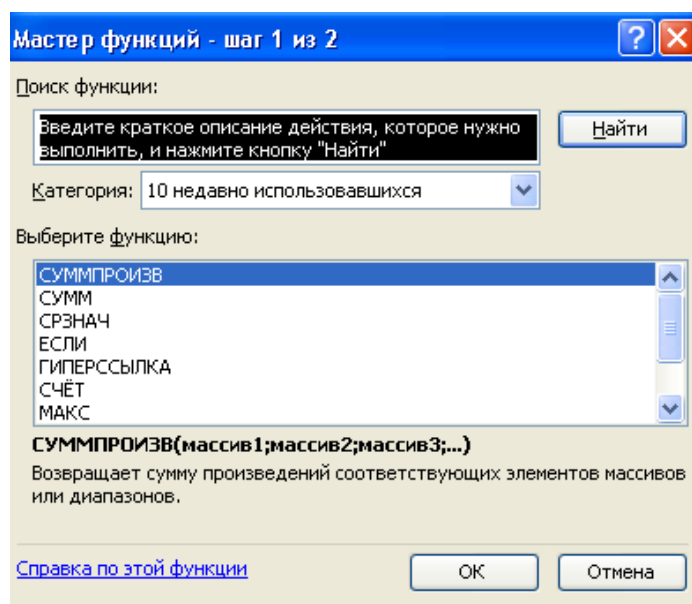 Мастер функций - шаг 1 из 2
Поиск функции:
Введите краткое описание действия, которое нужно
выполнить, и нажмите кнопку "Найти"
Найти
Категория: 10 недавно использовавшихся
Выберите функцию:
СУММПРОИЗВ
СУММ
СРЗНАЧ
ЕСЛИ
ГИПЕРССЫЛКА
СЧЁТ
МАКС
СУММПРОИЗВ(массив1;массив2;массив3;...)
Возвращает сумму произведений соответствующих элементов массивов
или диапазонов.
Справка по этой функции
ОК
Отмена